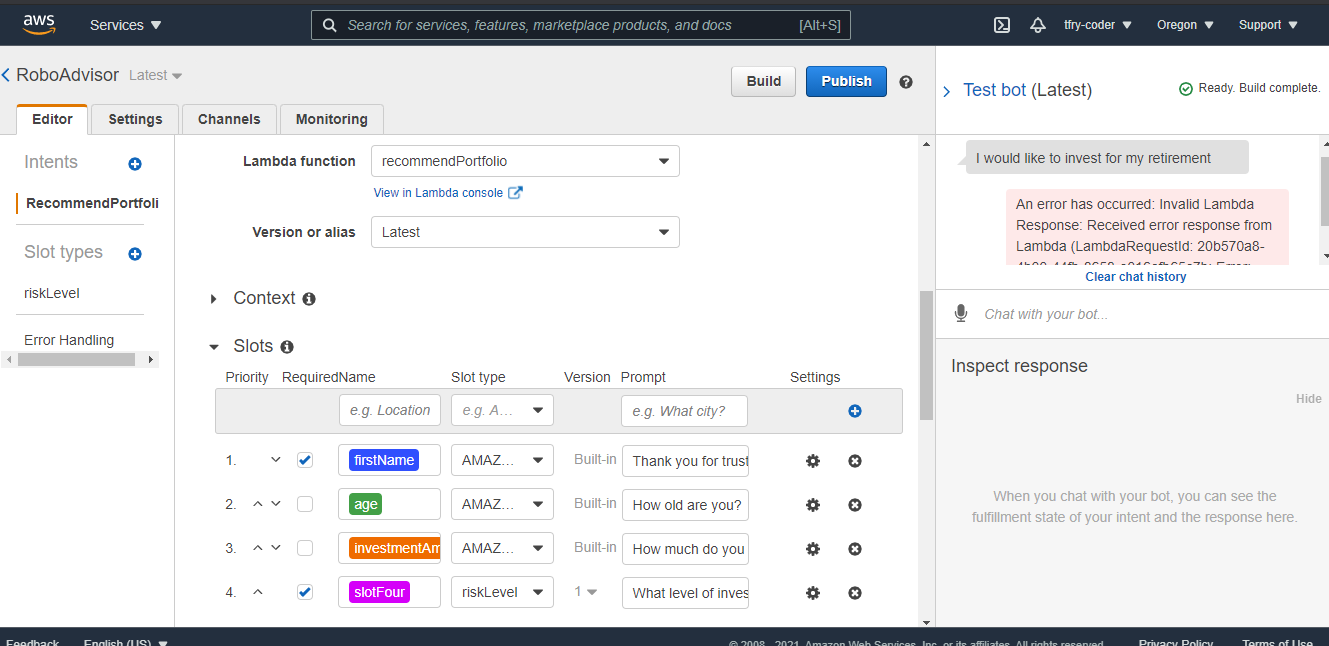 aws
Services
Search for services, features, marketplace products, and docs
[Alt+S]
tfry-coder
Oregon
Support
RoboAdvisor
Latest
Build
Publish
Test bot (Latest)
Ready. Build complete.
Editor
Settings
Channels
Monitoring
Intents
RecommendPortfoli
Slot types
riskLevel
Error Handling
Lambda function
recommendPortfolio
View in Lambda console
Version or alias
Latest
Context
Slots
Priority
Required
Name
Slot type
Version
Prompt
Settings
e.g. Location
e.g. A…
e.g. What city?
1.
firstName
AMAZ…
Built-in
Thank you for trust
2.
age
AMAZ…
Built-in
How old are you?
3.
investmentAm
AMAZ…
Built-in
How much do you
4.
slotFour
riskLevel
1
What level of inves
I would like to invest for my retirement
An error has occurred: Invalid Lambda
Response: Received error response from
Lambda (LambdaRequestId: 20b570a8-
Clear chat history
Chat with your bot...
Inspect response
Hide
When you chat with your bot, you can see the
fulfillment state of your intent and the response here.
Feedback
English (US)
© 2008 - 2021, Amazon Web Services, Inc. or its affiliates. All rights reserved.
Privacy Policy
Terms of Use